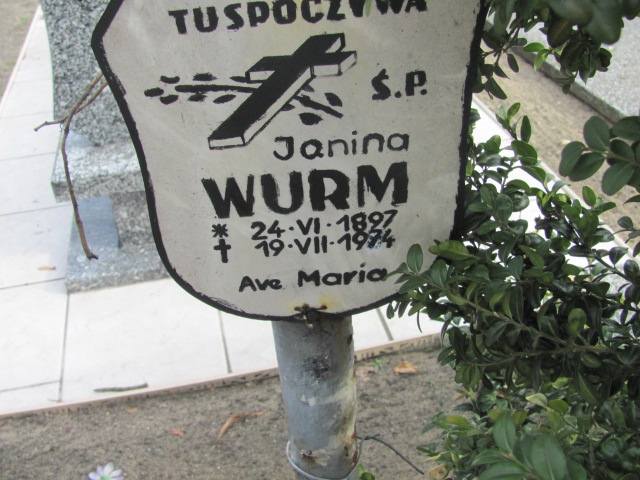 TU SPOCZYWA
Ś.P.
Janina
WURM
* 24·VI·1897
† 19·VII·1974
Ave Maria